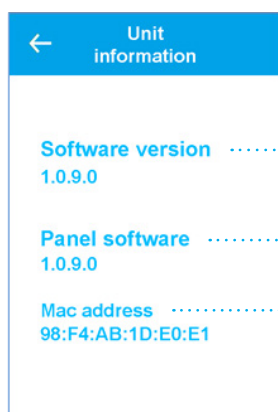 Unit
information
Software version
1.0.9.0
Panel software
1.0.9.0
Mac address
98:F4:AB:1D:E0:E1